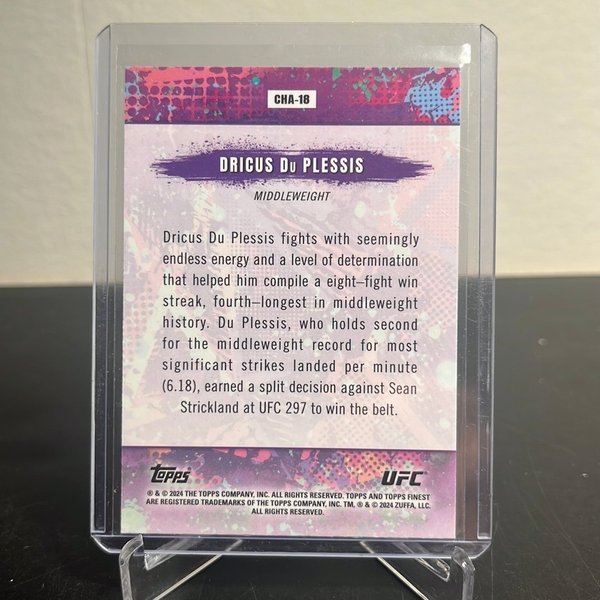 CHA-18
DRICUS DU PLESSIS
MIDDLEWEIGHT
Dricus Du Plessis fights with seemingly
endless energy and a level of determination
that helped him compile a eight–fight win
streak, fourth–longest in middleweight
history. Du Plessis, who holds second
for the middleweight record for most
significant strikes landed per minute
(6.18), earned a split decision against Sean
Strickland at UFC 297 to win the belt.
Topps
UFC
® & © 2024 THE TOPPS COMPANY, INC. ALL RIGHTS RESERVED. TOPPS AND TOPPS FINEST
ARE REGISTERED TRADEMARKS OF THE TOPPS COMPANY, INC. TM, ® & © 2024 ZUFFA, LLC.
ALL RIGHTS RESERVED.